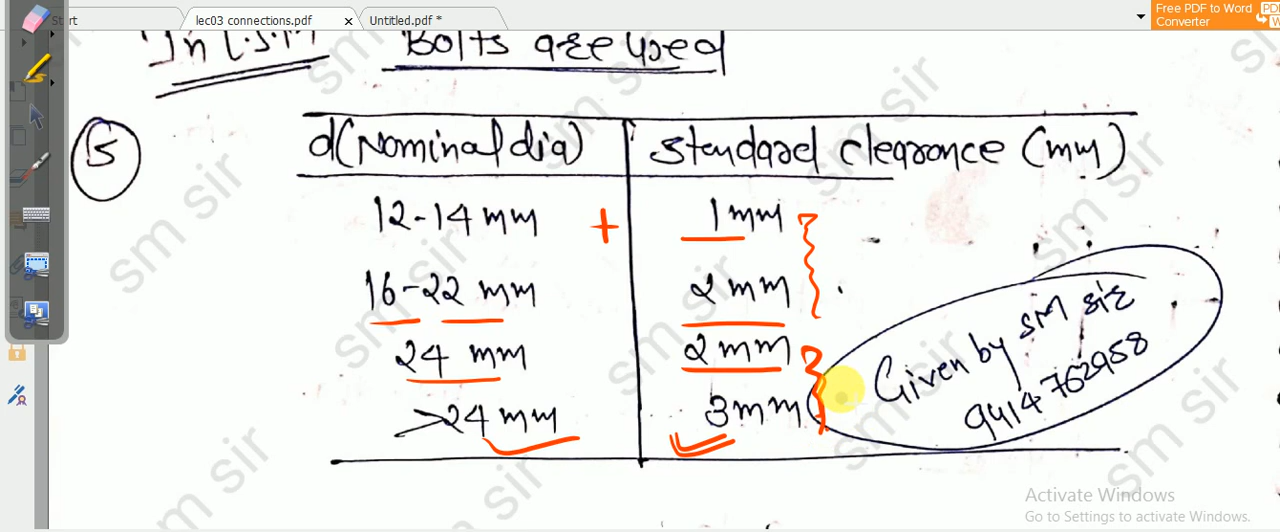 Start
lec03 connections.pdf x
Untitled.pdf *
Free PDF to Word
Converter
In L.S.M Bolts are used
5
d(Nominal dia) standard clearance (mm)
12-14 mm + 1 mm
16-22 mm 2 mm
24 mm 2 mm
>24 mm 3 mm
Given by SM sir
9414762958
sm sir
Activate Windows
Go to Settings to activate Windows.